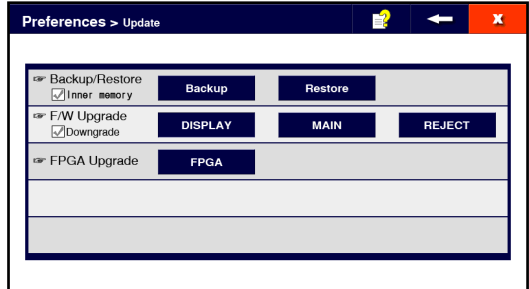 Preferences > Update
X
Backup/Restore
Inner memory
Backup
Restore
F/W Upgrade
Downgrade
DISPLAY
MAIN
REJECT
FPGA Upgrade
FPGA